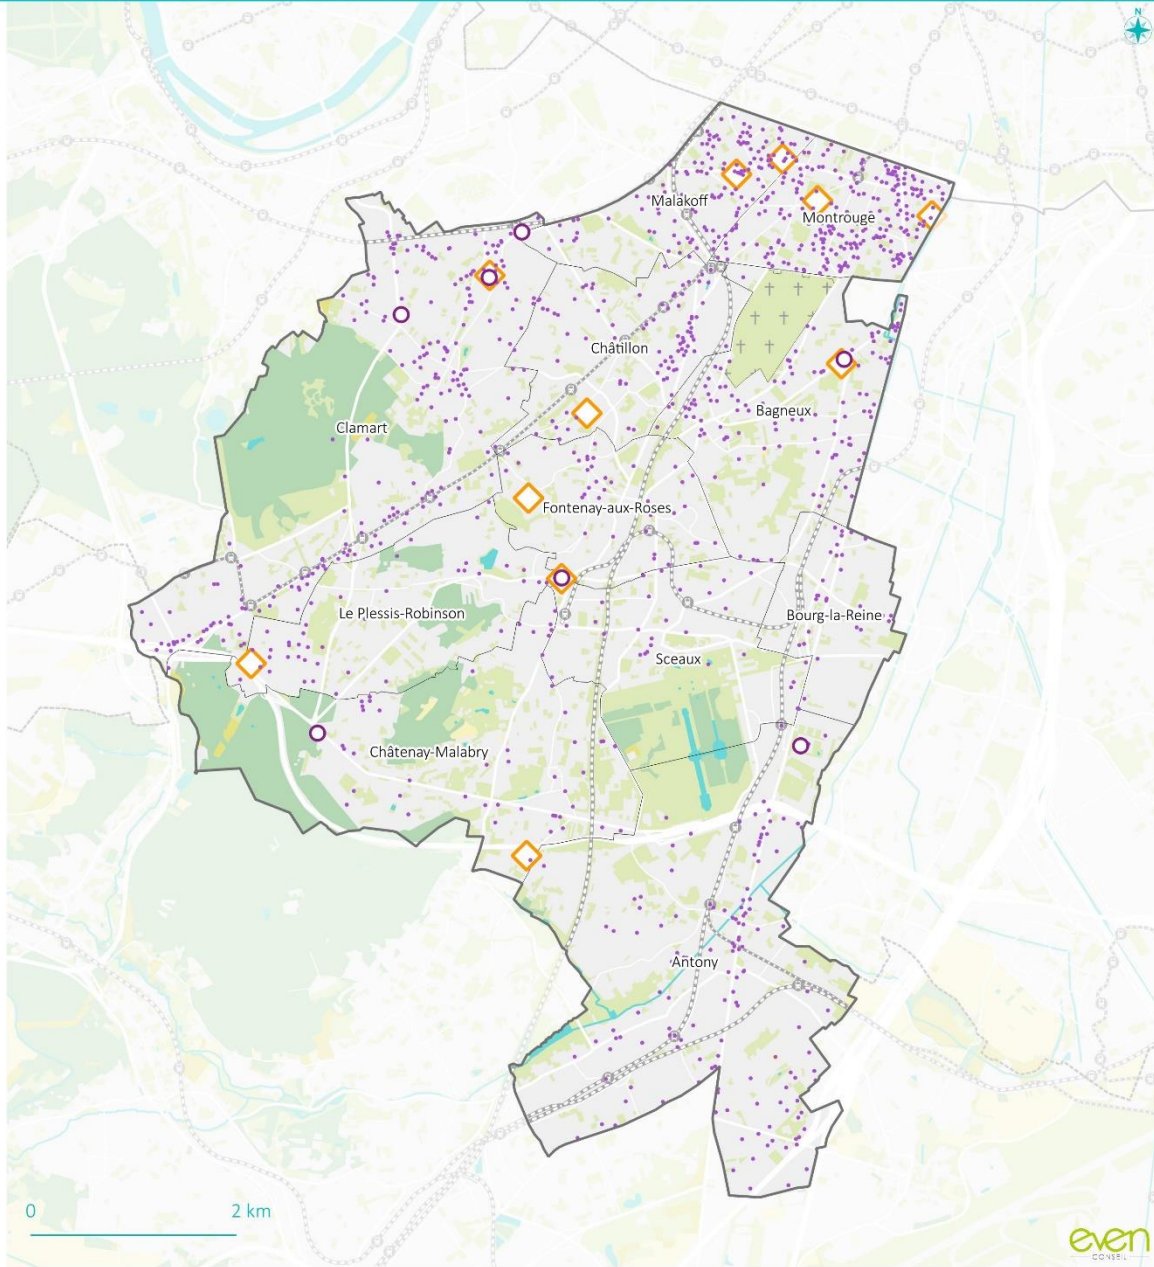 N
Malakoff
Montrouge
Châtillon
Bagneux
Clamart
Fontenay-aux-Roses
Le Plessis-Robinson
Bourg-la-Reine
Sceaux
Châtenay-Malabry
Antony
0 2 km
even
CONSEIL